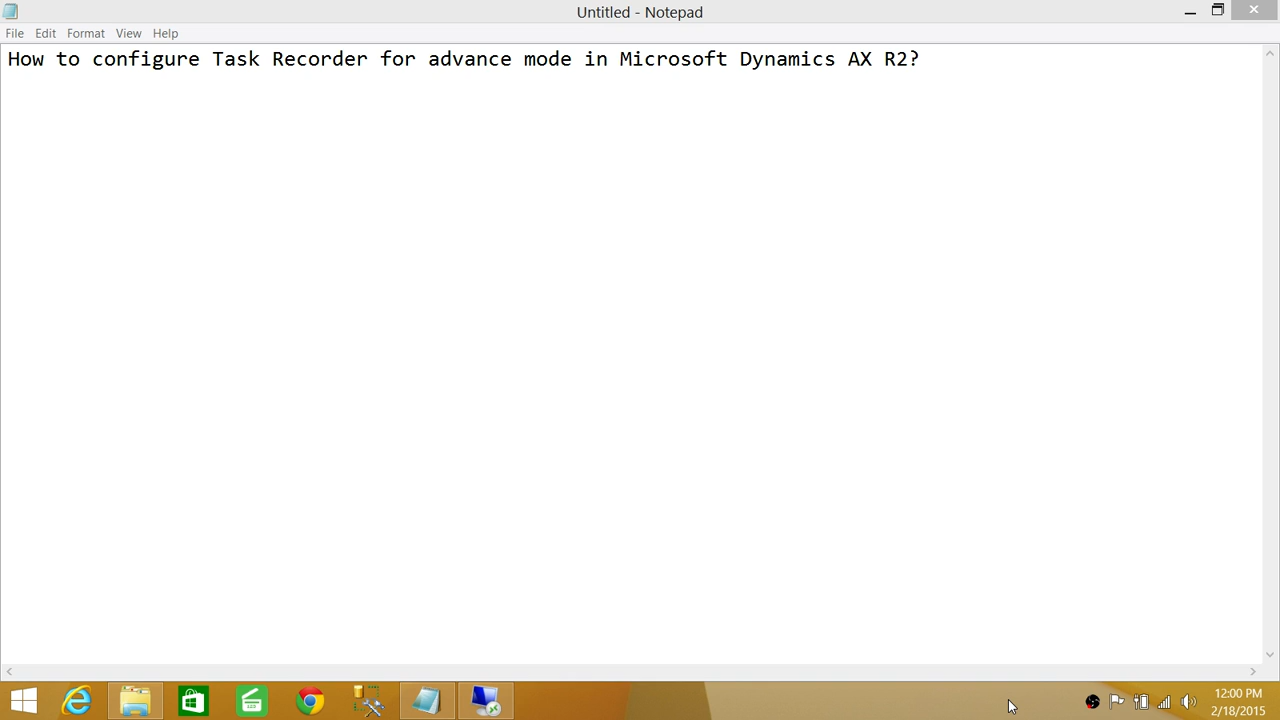 Untitled - Notepad
File Edit Format View Help
How to configure Task Recorder for advance mode in Microsoft Dynamics AX R2?
12:00 PM
2/18/2015